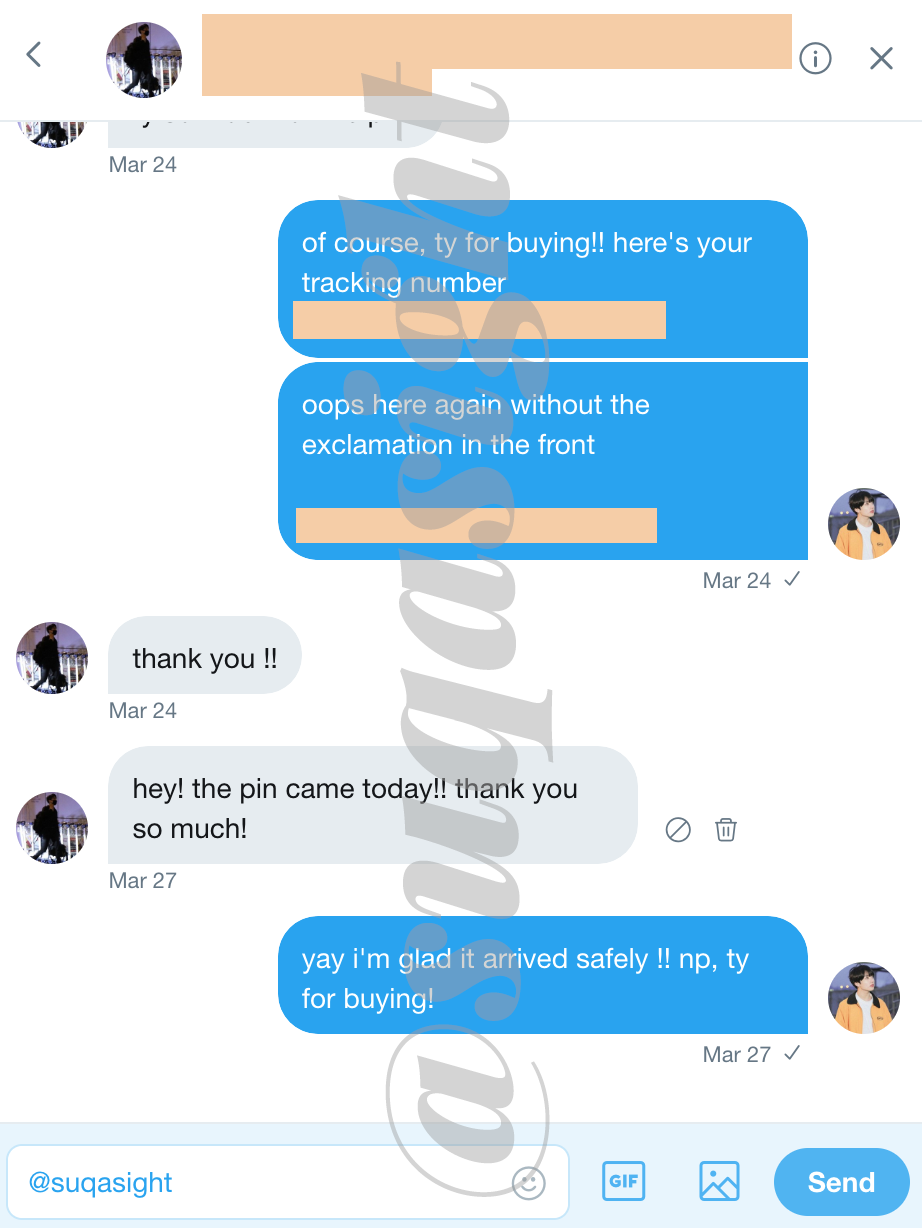 Mar 24
of course, ty for buying!! here's your
tracking number
oops here again without the
exclamation in the front
Mar 24
thank you !!
Mar 24
hey! the pin came today!! thank you
so much!
Mar 27
yay i'm glad it arrived safely !! np, ty
for buying!
Mar 27
@suqasight
GIF
Send
@suqasight